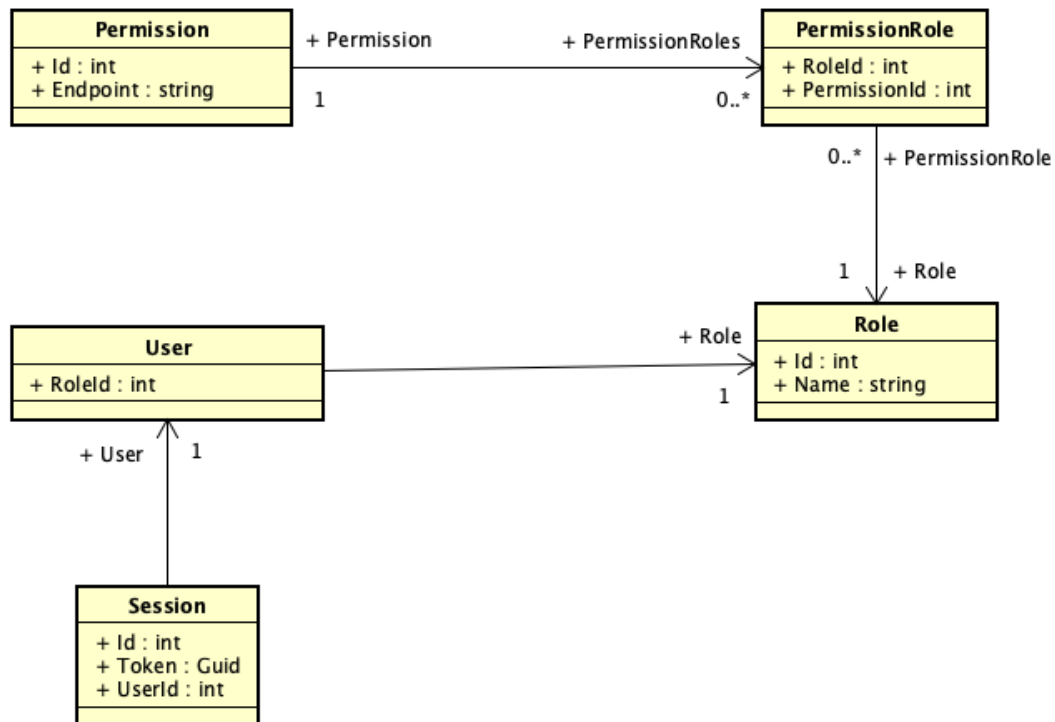 Permission
+ Id : int
+ Endpoint : string
+ Permission
1
+ PermissionRoles
0..*
PermissionRole
+ RoleId : int
+ PermissionId : int
0..*
+ PermissionRole
1
+ Role
User
+ RoleId : int
+ Role
1
Role
+ Id : int
+ Name : string
+ User
1
Session
+ Id : int
+ Token : Guid
+ UserId : int